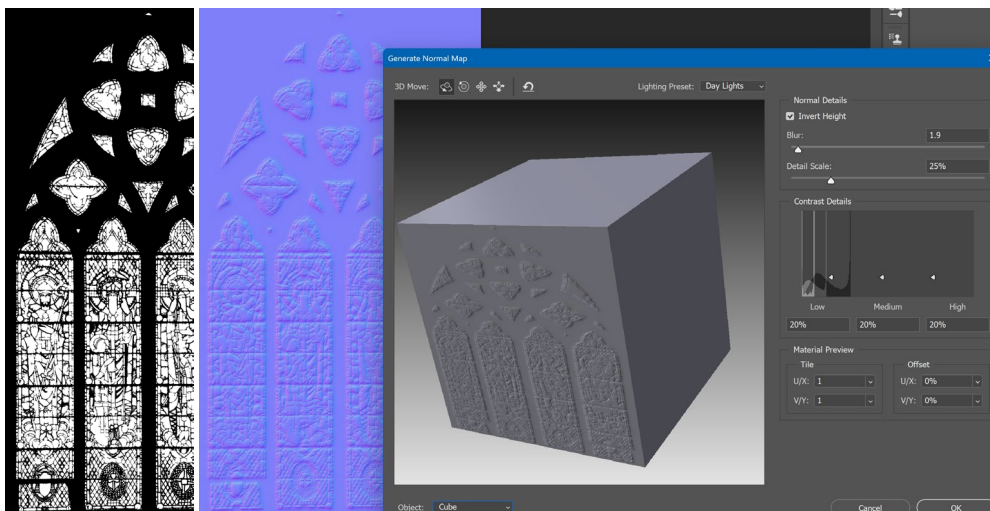 Generate Normal Map
3D Move:
Lighting Preset: Day Lights
Normal Details
Invert Height
Blur: 1.9
Detail Scale: 25%
Contrast Details
Low Medium High
20% 20% 20%
Material Preview
Tile Offset
U/X: 1 U/X: 0%
V/Y: 1 V/Y: 0%
Object: Cube
Cancel OK